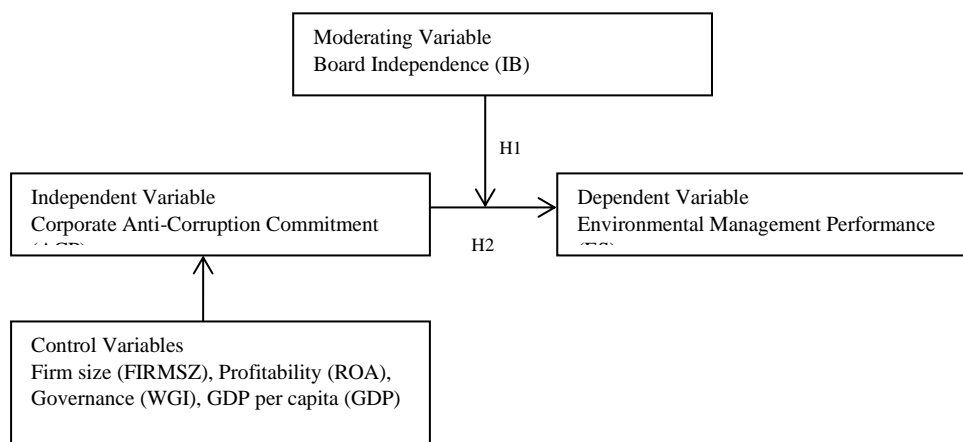 Moderating Variable
Board Independence (IB)
H1
Independent Variable
Corporate Anti-Corruption Commitment
Dependent Variable
Environmental Management Performance
H2
Control Variables
Firm size (FIRMSZ), Profitability (ROA),
Governance (WGI), GDP per capita (GDP)